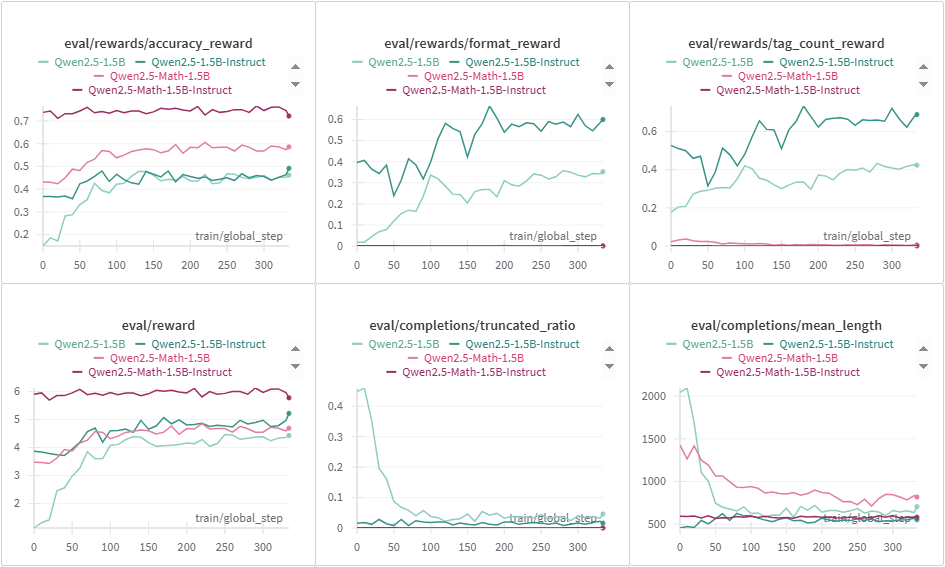 eval/rewards/accuracy_reward
Qwen2.5-1.5B Qwen2.5-1.5B-Instruct
Qwen2.5-Math-1.5B
Qwen2.5-Math-1.5B-Instruct
0.7
0.6
0.5
0.4
0.3
0.2
train/global_step
0 50 100 150 200 250 300
eval/rewards/format_reward
Qwen2.5-1.5B Qwen2.5-1.5B-Instruct
Qwen2.5-Math-1.5B
Qwen2.5-Math-1.5B-Instruct
0.6
0.5
0.4
0.3
0.2
0.1
0
train/global_step
0 50 100 150 200 250 300
eval/rewards/tag_count_reward
Qwen2.5-1.5B Qwen2.5-1.5B-Instruct
Qwen2.5-Math-1.5B
Qwen2.5-Math-1.5B-Instruct
0.6
0.4
0.2
0
train/global_step
0 50 100 150 200 250 300
eval/reward
Qwen2.5-1.5B Qwen2.5-1.5B-Instruct
Qwen2.5-Math-1.5B
Qwen2.5-Math-1.5B-Instruct
6
5
4
3
2
train/global_step
0 50 100 150 200 250 300
eval/completions/truncated_ratio
Qwen2.5-1.5B Qwen2.5-1.5B-Instruct
Qwen2.5-Math-1.5B
Qwen2.5-Math-1.5B-Instruct
0.4
0.3
0.2
0.1
0
train/global_step
0 50 100 150 200 250 300
eval/completions/mean_length
Qwen2.5-1.5B Qwen2.5-1.5B-Instruct
Qwen2.5-Math-1.5B
Qwen2.5-Math-1.5B-Instruct
2000
1500
1000
500
train/global_step
0 50 100 150 200 250 300